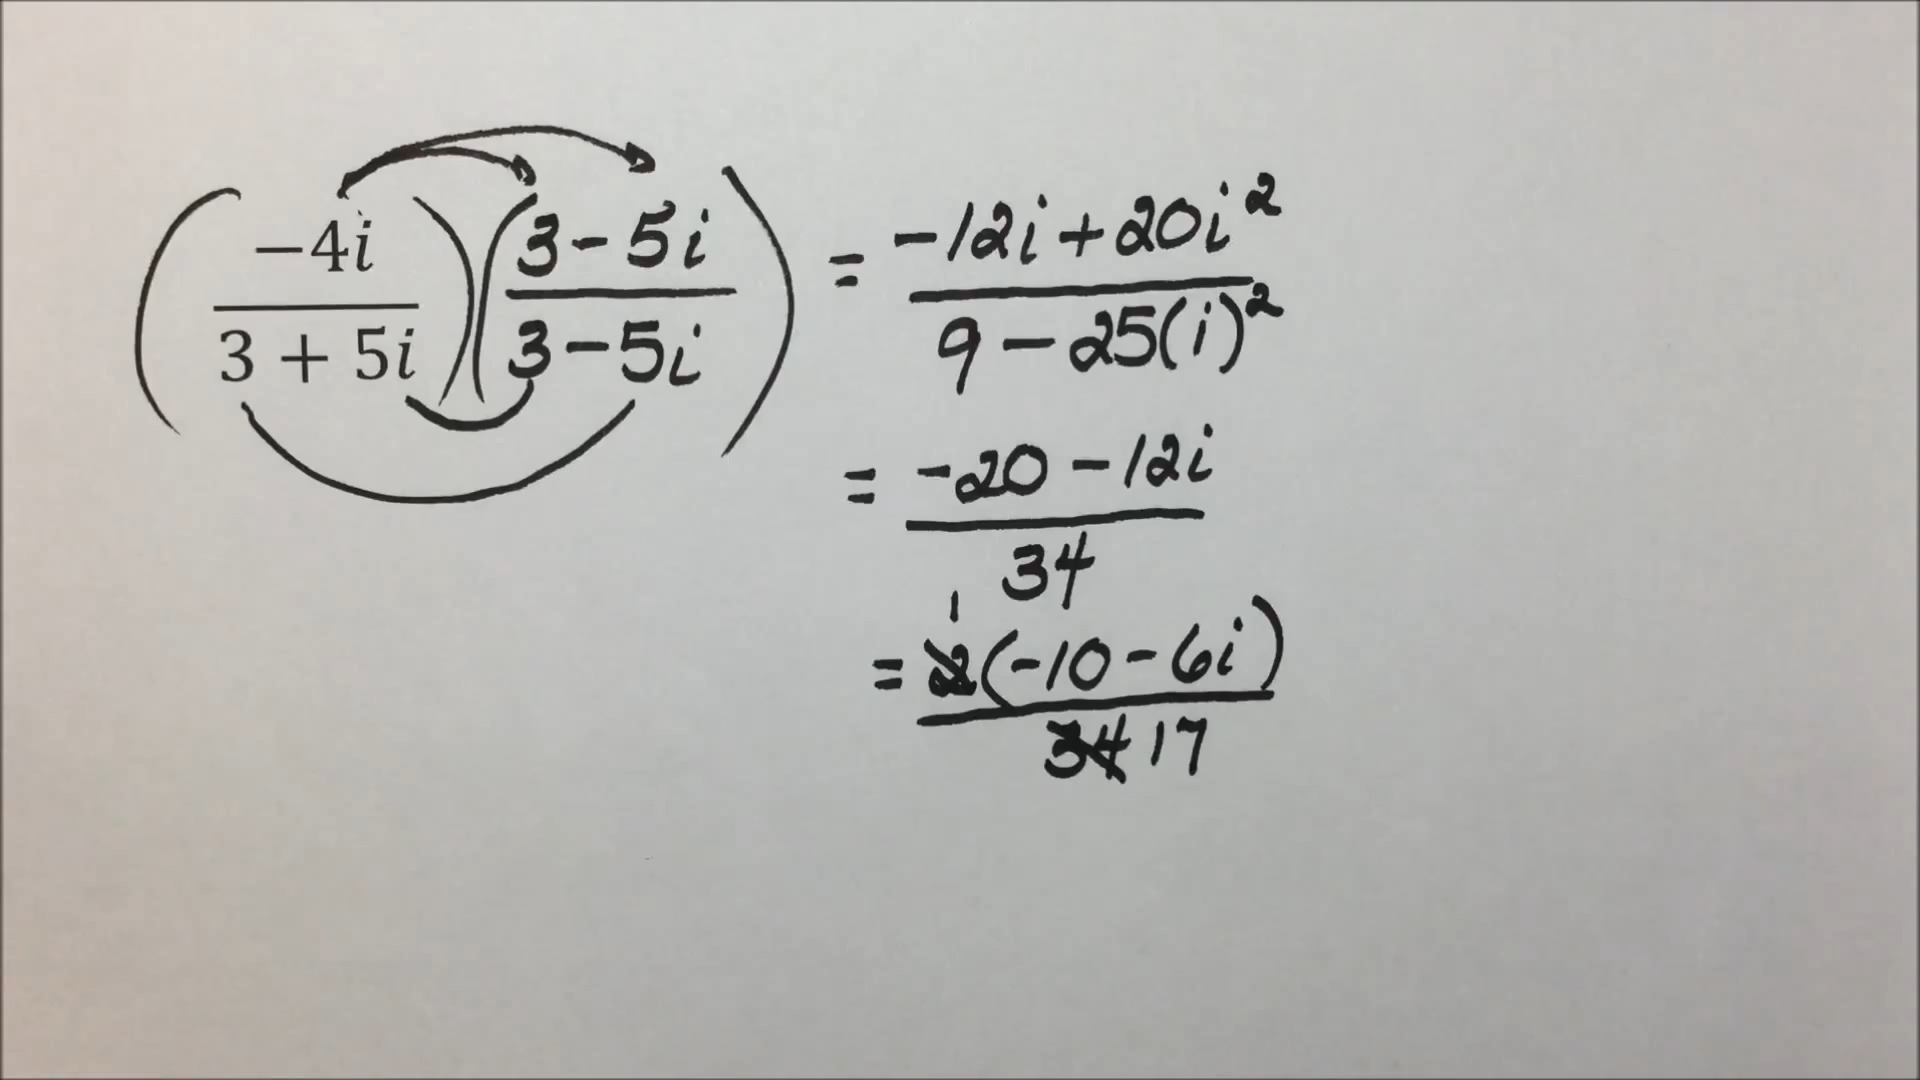 (-4i / 3 + 5i)(3 - 5i / 3 - 5i) = -12i + 20i² / 9 - 25(i)²
= -20 - 12i / 34
= 2 1 (-10 - 6i) / 34 17